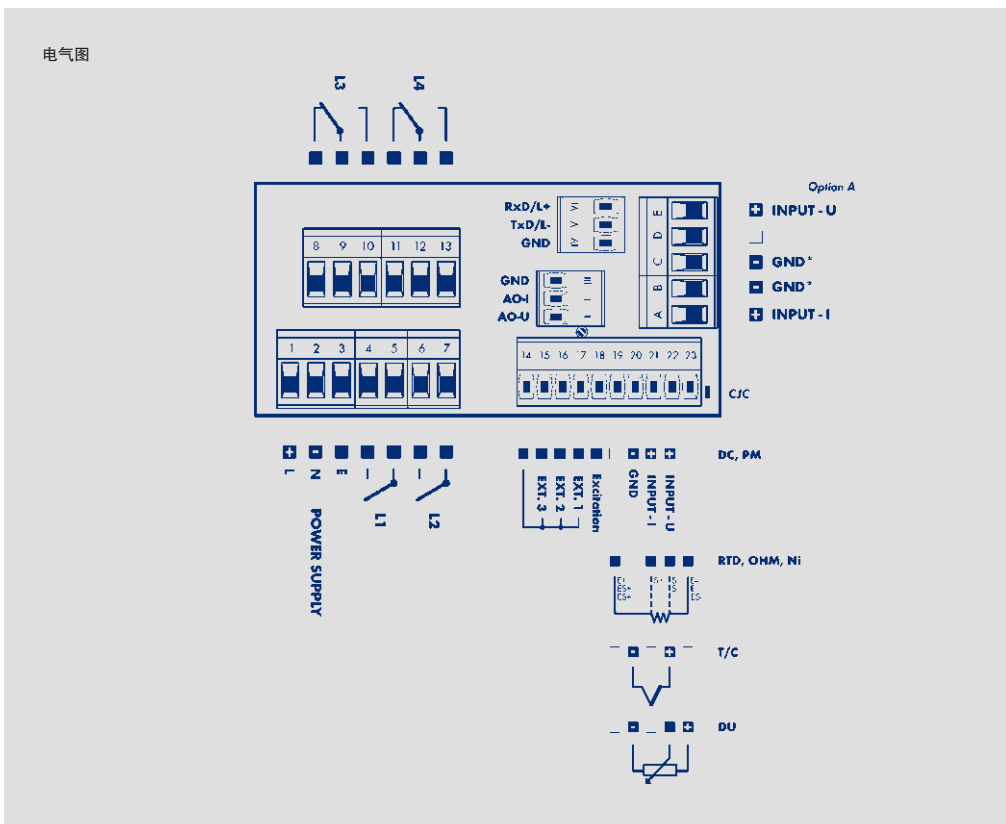 电气图
L3 L4
Option A
RxD/L+ VI
TxD/L- V
GND IV
E INPUT - U
D
C GND*
B GND*
A INPUT - I
8 9 10 11 12 13
GND III
AO-I
AO-U I
1 2 3 4 5 6 7
14 15 16 17 18 19 20 21 22 23
CJC
L N E L1 L2
POWER SUPPLY
EXT. 3 EXT. 2 EXT. 1 Excitation GND INPUT - I INPUT - U
DC, PM
RTD, OHM, Ni
T/C
DU